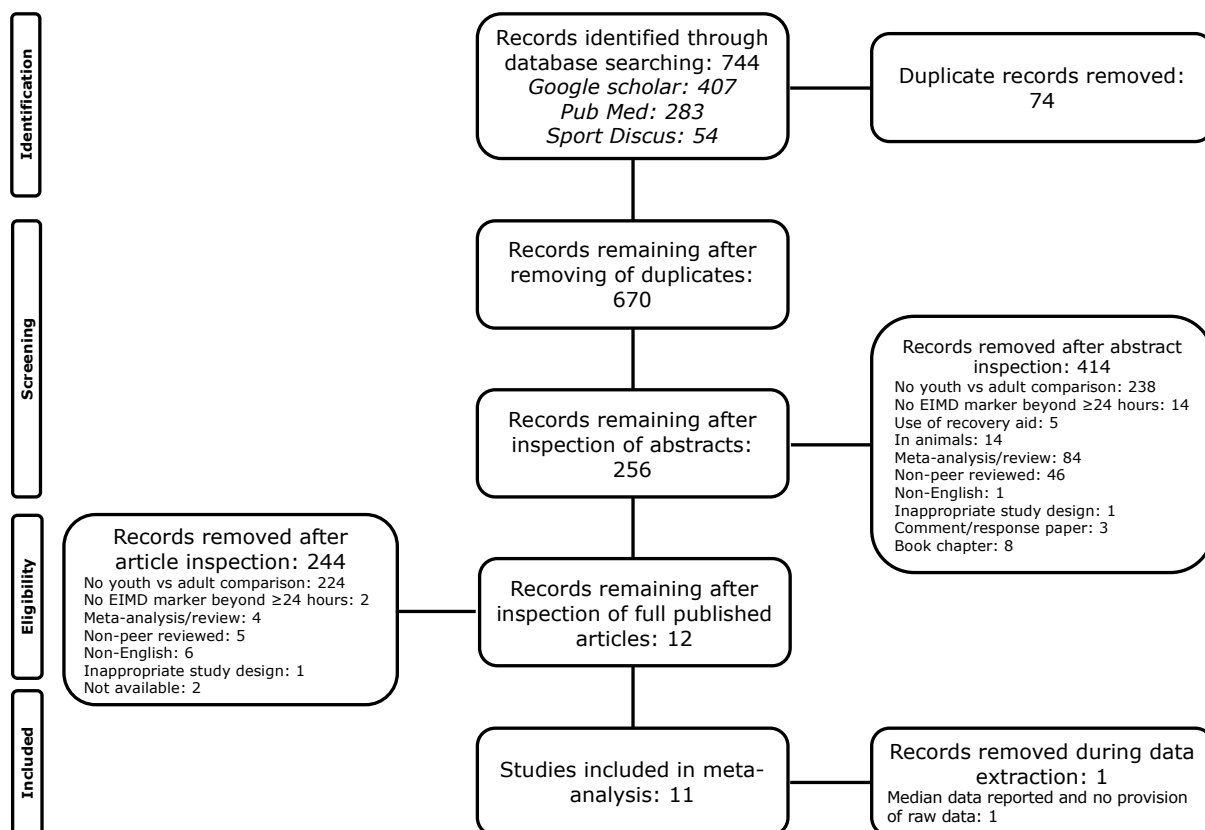 Identification
Records identified through
database searching: 744
Google scholar: 407
Pub Med: 283
Sport Discus: 54
Duplicate records removed:
74
Screening
Records remaining after
removing of duplicates:
670
Records remaining after
inspection of abstracts:
256
Records removed after abstract
inspection: 414
No youth vs adult comparison: 238
No EIMD marker beyond ≥24 hours: 14
Use of recovery aid: 5
In animals: 14
Meta-analysis/review: 84
Non-peer reviewed: 46
Non-English: 1
Inappropriate study design: 1
Comment/response paper: 3
Book chapter: 8
Eligibility
Records removed after
article inspection: 244
No youth vs adult comparison: 224
No EIMD marker beyond ≥24 hours: 2
Meta-analysis/review: 4
Non-peer reviewed: 5
Non-English: 6
Inappropriate study design: 1
Not available: 2
Records remaining after
inspection of full published
articles: 12
Included
Studies included in meta-
analysis: 11
Records removed during data
extraction: 1
Median data reported and no provision
of raw data: 1